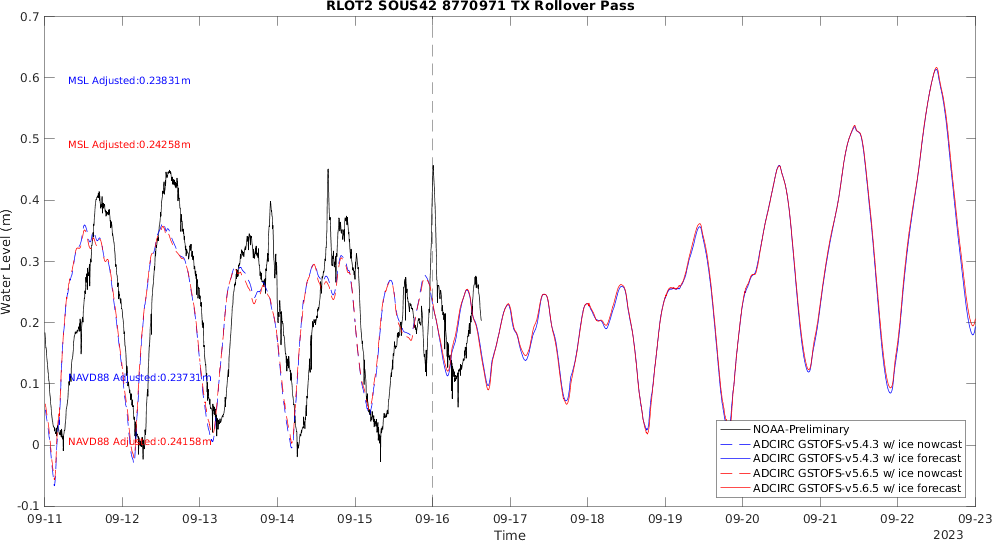 RLOT2 SOUS42 8770971 TX Rollover Pass
0.7
0.6
0.5
0.4
0.3
0.2
0.1
0
-0.1
Water Level (m)
MSL Adjusted:0.23831m
MSL Adjusted:0.24258m
NAVD88 Adjusted:0.23731m
NAVD88 Adjusted:0.24158m
NOAA-Preliminary
ADCIRC GSTOFS-v5.4.3 w/ ice nowcast
ADCIRC GSTOFS-v5.4.3 w/ ice forecast
ADCIRC GSTOFS-v5.6.5 w/ ice nowcast
ADCIRC GSTOFS-v5.6.5 w/ ice forecast
09-11 09-12 09-13 09-14 09-15 09-16 09-17 09-18 09-19 09-20 09-21 09-22 09-23
Time
2023